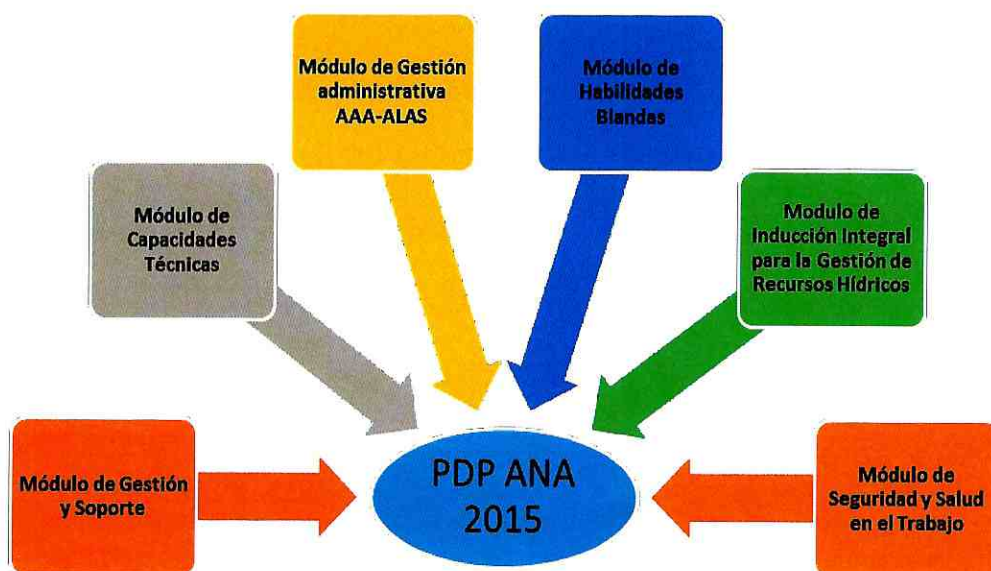 Módulo de Gestión
administrativa
AAA-ALAS
Módulo de
Habilidades
Blandas
Módulo de
Capacidades
Técnicas
Modulo de
Inducción Integral
para la Gestión de
Recursos Hídricos
Módulo de Gestión
y Soporte
PDP ANA
2015
Módulo de
Seguridad y Salud
en el Trabajo